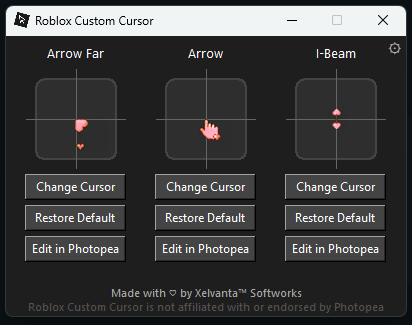 Roblox Custom Cursor
Arrow Far Arrow I-Beam
Change Cursor Change Cursor Change Cursor
Restore Default Restore Default Restore Default
Edit in Photopea Edit in Photopea Edit in Photopea
Made with ♡ by Xelvanta™ Softworks
Roblox Custom Cursor is not affiliated with or endorsed by Photopea